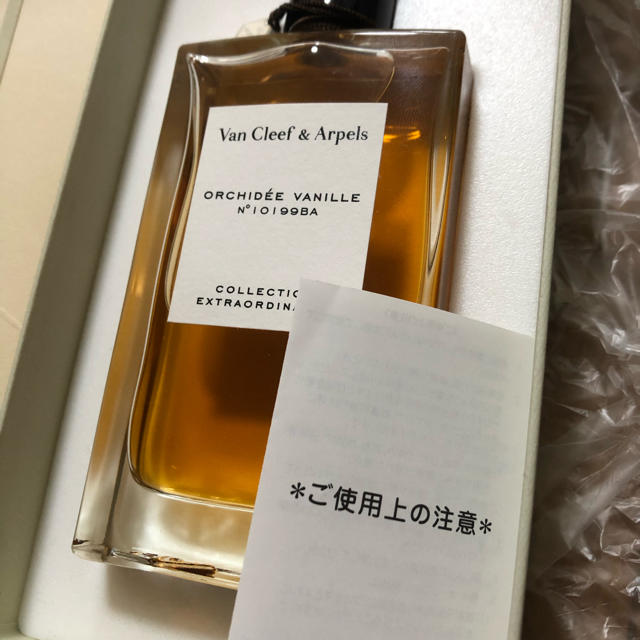 Van Cleef & Arpels
ORCHIDÉE VANILLE
N°10199BA
COLLECTIO
EXTRAORDINA
*ご使用上の注意*